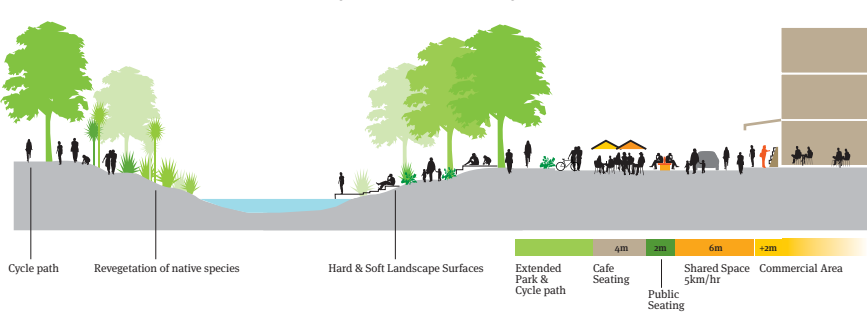 4m
2m
6m
+2m
Cycle path
Revegetation of native species
Hard & Soft Landscape Surfaces
Extended
Park &
Cycle path
Cafe
Seating
Public
Seating
Shared Space
5km/hr
Commercial Area